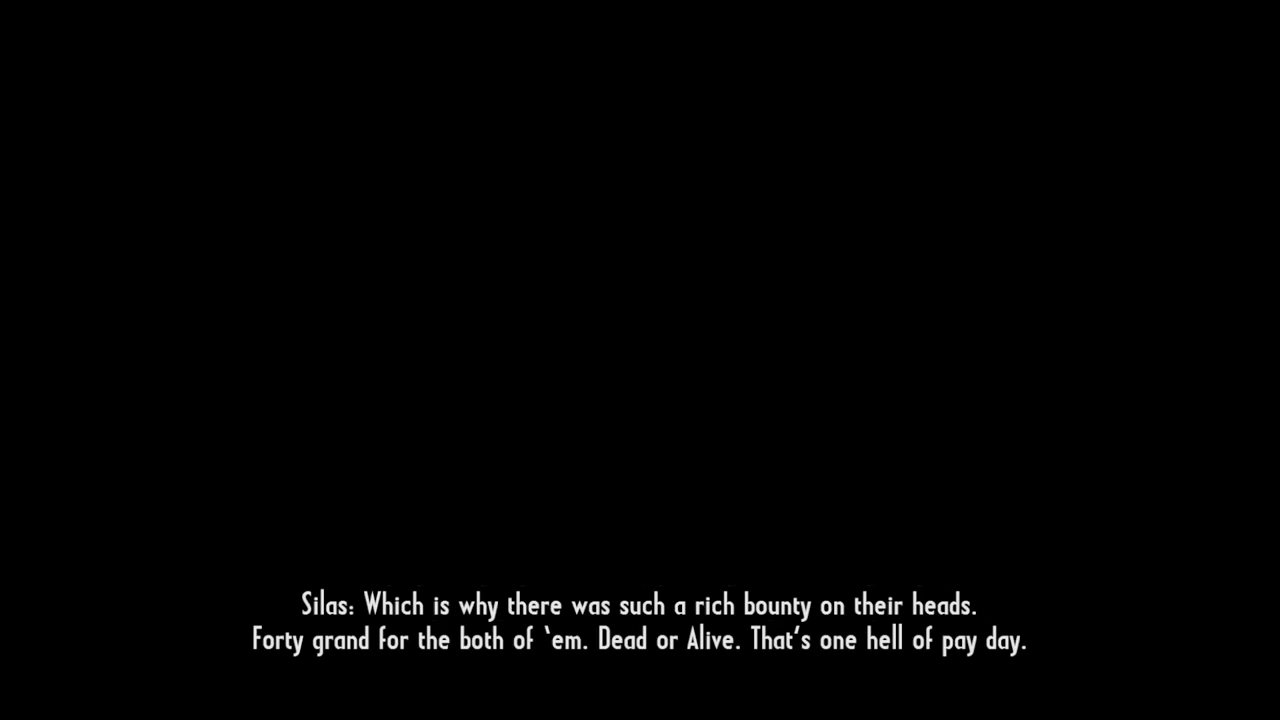 Silas: Which is why there was such a rich bounty on their heads.
Forty grand for the both of ‘em. Dead or Alive. That's one hell of pay day.